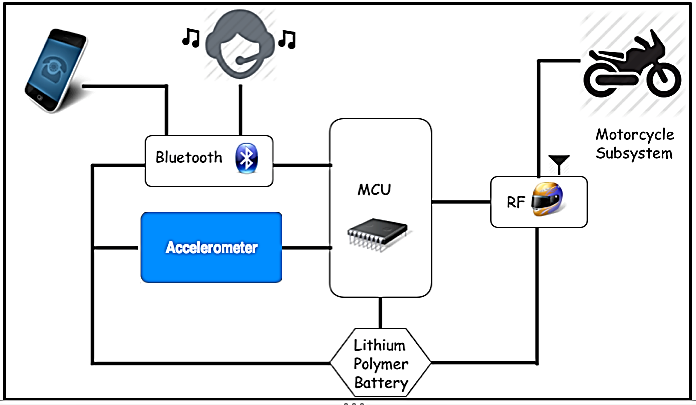 Bluetooth
MCU
Accelerometer
RF
Motorcycle
Subsystem
Lithium
Polymer
Battery